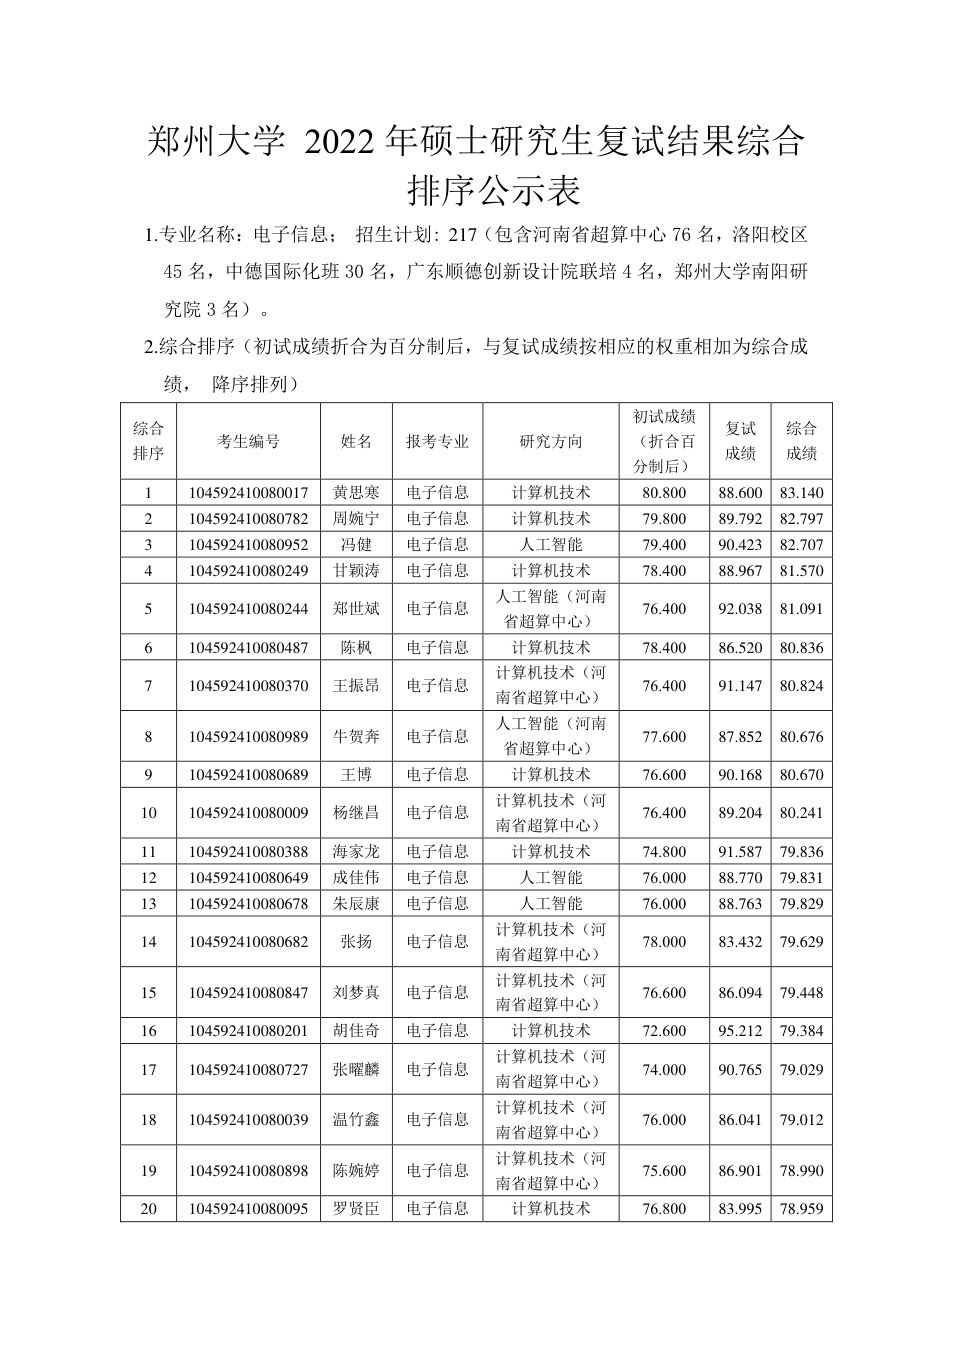 郑州大学 2022 年硕士研究生复试结果综合
排序公示表
1.专业名称：电子信息； 招生计划：217（包含河南省超算中心 76 名，洛阳校区
45 名，中德国际化班 30 名，广东顺德创新设计院联培 4 名，郑州大学南阳研
究院 3 名）。
2.综合排序（初试成绩折合为百分制后，与复试成绩按相应的权重相加为综合成
绩， 降序排列）
综合
排序
考生编号
姓名
报考专业
研究方向
初试成绩
（折合百
分制后）
复试
成绩
综合
成绩
1 104592410080017 黄思寒 电子信息 计算机技术 80.800 88.600 83.140
2 104592410080782 周婉宁 电子信息 计算机技术 79.800 89.792 82.797
3 104592410080952 冯健 电子信息 人工智能 79.400 90.423 82.707
4 104592410080249 甘颖涛 电子信息 计算机技术 78.400 88.967 81.570
5 104592410080244 郑世斌 电子信息 人工智能（河南
省超算中心） 76.400 92.038 81.091
6 104592410080487 陈枫 电子信息 计算机技术 78.400 86.520 80.836
7 104592410080370 王振昂 电子信息 计算机技术（河
南省超算中心） 76.400 91.147 80.824
8 104592410080989 牛贺奔 电子信息 人工智能（河南
省超算中心） 77.600 87.852 80.676
9 104592410080689 王博 电子信息 计算机技术 76.600 90.168 80.670
10 104592410080009 杨继昌 电子信息 计算机技术（河
南省超算中心） 76.400 89.204 80.241
11 104592410080388 海家龙 电子信息 计算机技术 74.800 91.587 79.836
12 104592410080649 成佳伟 电子信息 人工智能 76.000 88.770 79.831
13 104592410080678 朱辰康 电子信息 人工智能 76.000 88.763 79.829
14 104592410080682 张扬 电子信息 计算机技术（河
南省超算中心） 78.000 83.432 79.629
15 104592410080847 刘梦真 电子信息 计算机技术（河
南省超算中心） 76.600 86.094 79.448
16 104592410080201 胡佳奇 电子信息 计算机技术 72.600 95.212 79.384
17 104592410080727 张曜麟 电子信息 计算机技术（河
南省超算中心） 74.000 90.765 79.029
18 104592410080039 温竹鑫 电子信息 计算机技术（河
南省超算中心） 76.000 86.041 79.012
19 104592410080898 陈婉婷 电子信息 计算机技术（河
南省超算中心） 75.600 86.901 78.990
20 104592410080095 罗贤臣 电子信息 计算机技术 76.800 83.995 78.959